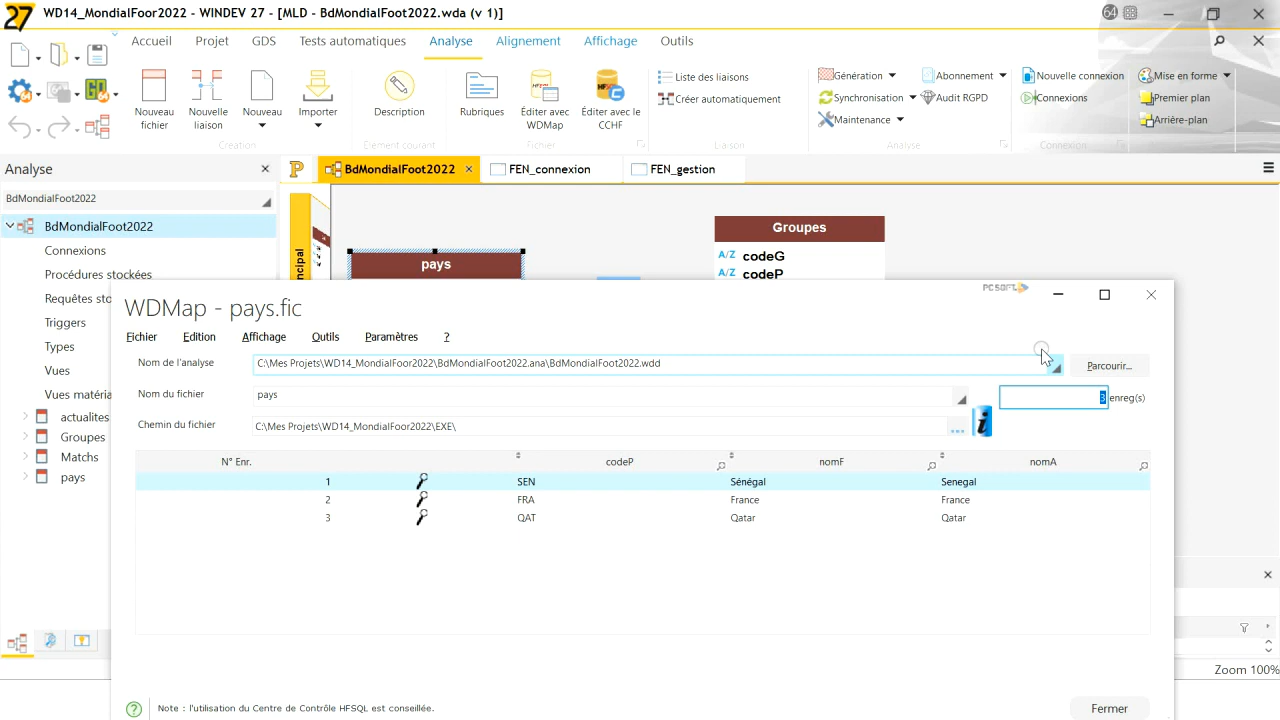 27 WD14_MondialFoor2022 - WINDEV 27 - [MLD - BdMondialFoot2022.wda (v 1)]
64
Accueil Projet GDS Tests automatiques Analyse Alignement Affichage Outils
Nouveau fichier
Nouvelle liaison
Nouveau
Importer
Description
Rubriques
Editer avec WDMap
Editer avec le CCHF
Liste des liaisons
Créer automatiquement
Génération
Synchronisation
Maintenance
Abonnement
Audit RGPD
Nouvelle connexion
Connexions
Mise en forme
Premier plan
Arrière-plan
Création Elément courant Fichier Liaison Analyse Connexion
Analyse
BdMondialFoot2022 FEN_connexion FEN_gestion
BdMondialFoot2022
BdMondialFoot2022
Connexions
Procédures stockées
Requêtes sto
Triggers
Types
Vues
Vues matéria
actualites
Groupes
Matchs
pays
ncipal
pays
Groupes
codeG
codeP
PC SOFT
WDMap - pays.fic
Fichier Edition Affichage Outils Paramètres ?
Nom de l'analyse C:\Mes Projets\WD14_MondialFoor2022\BdMondialFoot2022.ana\BdMondialFoot2022.wdd Parcourir...
Nom du fichier pays 3 enreg(s)
Chemin du fichier C:\Mes Projets\WD14_MondialFoor2022\EXE\
N° Enr. codeP nomF nomA
1 SEN Sénégal Senegal
2 FRA France France
3 QAT Qatar Qatar
Zoom 100%
Note : l'utilisation du Centre de Contrôle HFSQL est conseillée.
Fermer